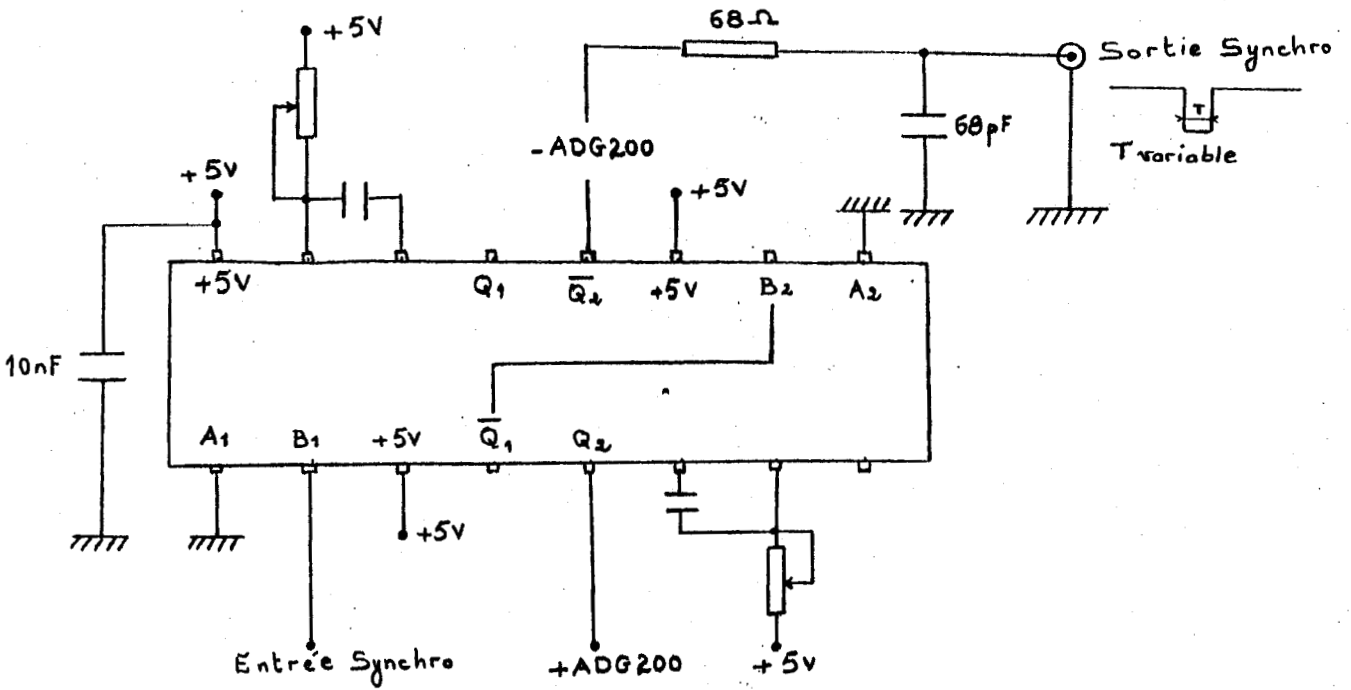 68Ω
+5V
Sortie Synchro
T
68pF
T variable
-ADG200
+5V
+5V
+5V
Q1
Q̅2
+5V
B2
A2
10nF
A1
B1
+5V
Q̅1
Q2
+5V
Entrée Synchro
+ADG200
+5V